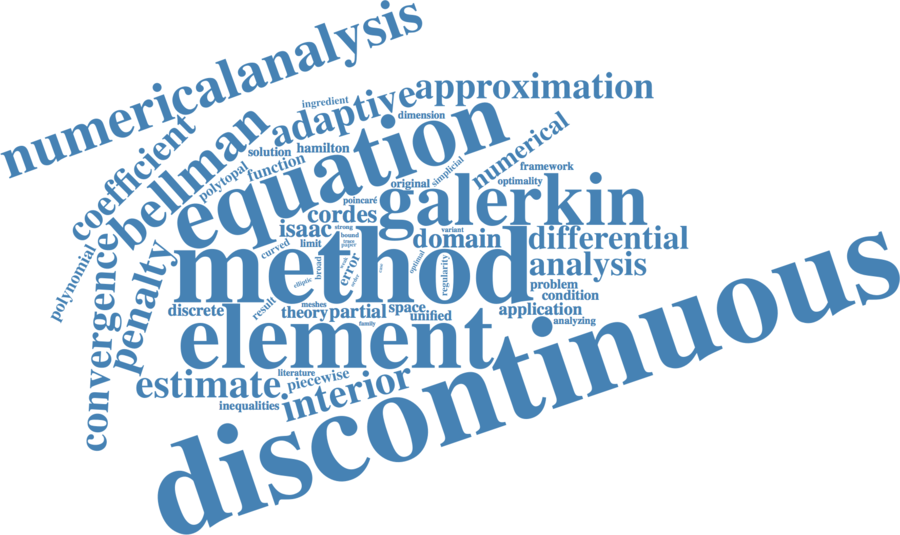 numericalanalysis
ingredient
adaptive
approximation
coefficient
bellman
equation
dimension
numerical
solution
hamilton
function
polytopal
simplicial
framework
original
optimality
poincaré
galerkin
cordes
isaac
strong
bound
variant
domain
differential
limit
trace
paper
curved
method
broad
error
optimal
regularity
analysis
elliptic
polynomial
convergence
penalty
problem
condition
result
meshes
discrete
theory
partial
space
unified
application
analyzing
family
element
literature
piecewise
estimate
interior
inequalities
discontinuous